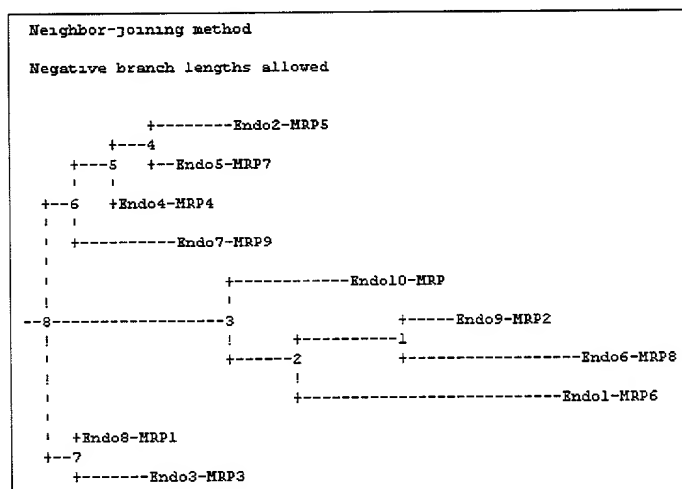 Neighbor-joining method
Negative branch lengths allowed
+--------Endo2-MRP5
+---4
+---5 +--Endo5-MRP7
! !
+--6 +Endo4-MRP4
! !
! +----------Endo7-MRP9
!
! +------------Endo10-MRP
! !
--8------------------3 +-----Endo9-MRP2
! ! +----------1
! +------2 +------------------Endo6-MRP8
! !
! +---------------------------Endo1-MRP6
!
! +Endo8-MRP1
+--7
+-------Endo3-MRP3